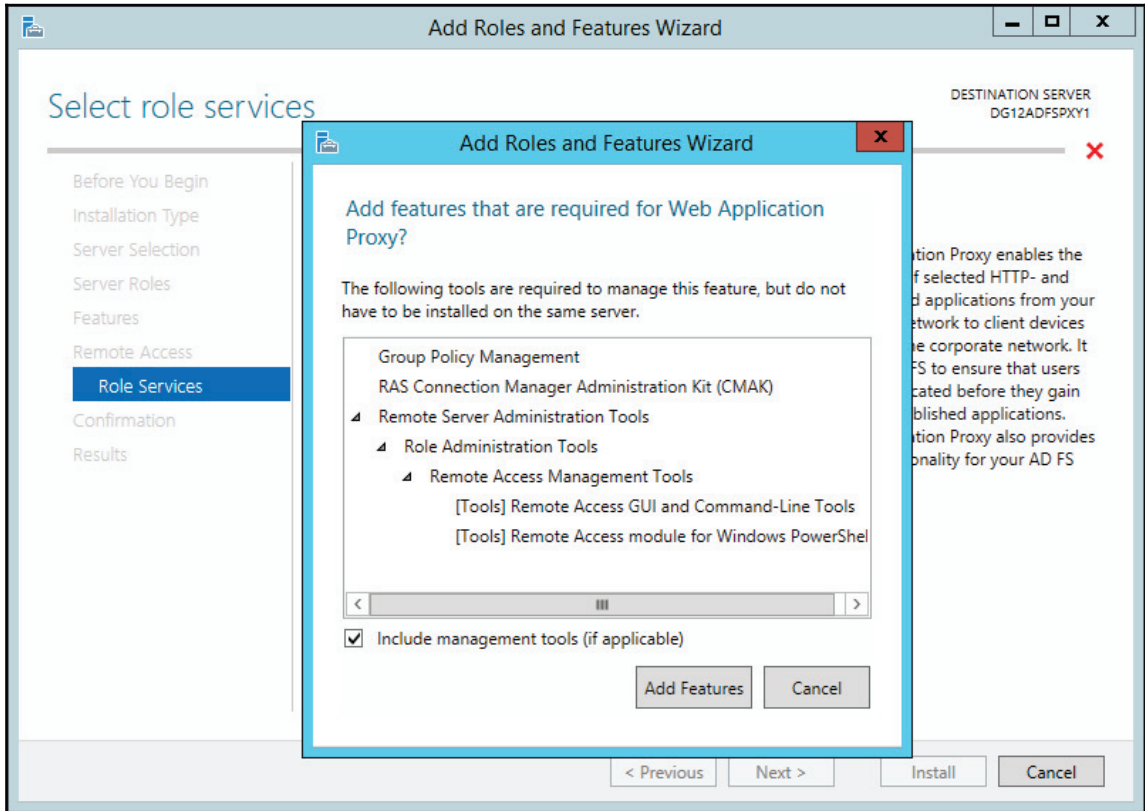 Add Roles and Features Wizard
Select role services
DESTINATION SERVER
DG12ADFSPXY1
Before You Begin
Installation Type
Server Selection
Server Roles
Features
Remote Access
Role Services
Confirmation
Results
Add Roles and Features Wizard
Add features that are required for Web Application
Proxy?
The following tools are required to manage this feature, but do not
have to be installed on the same server.
Group Policy Management
RAS Connection Manager Administration Kit (CMAK)
Remote Server Administration Tools
Role Administration Tools
Remote Access Management Tools
[Tools] Remote Access GUI and Command-Line Tools
[Tools] Remote Access module for Windows PowerShel
Include management tools (if applicable)
Add Features
Cancel
Proxy enables the
selected HTTP- and
applications from your
to client devices
corporate network. It
to ensure that users
before they gain
applications.
Proxy also provides
for your AD FS
< Previous
Next >
Install
Cancel